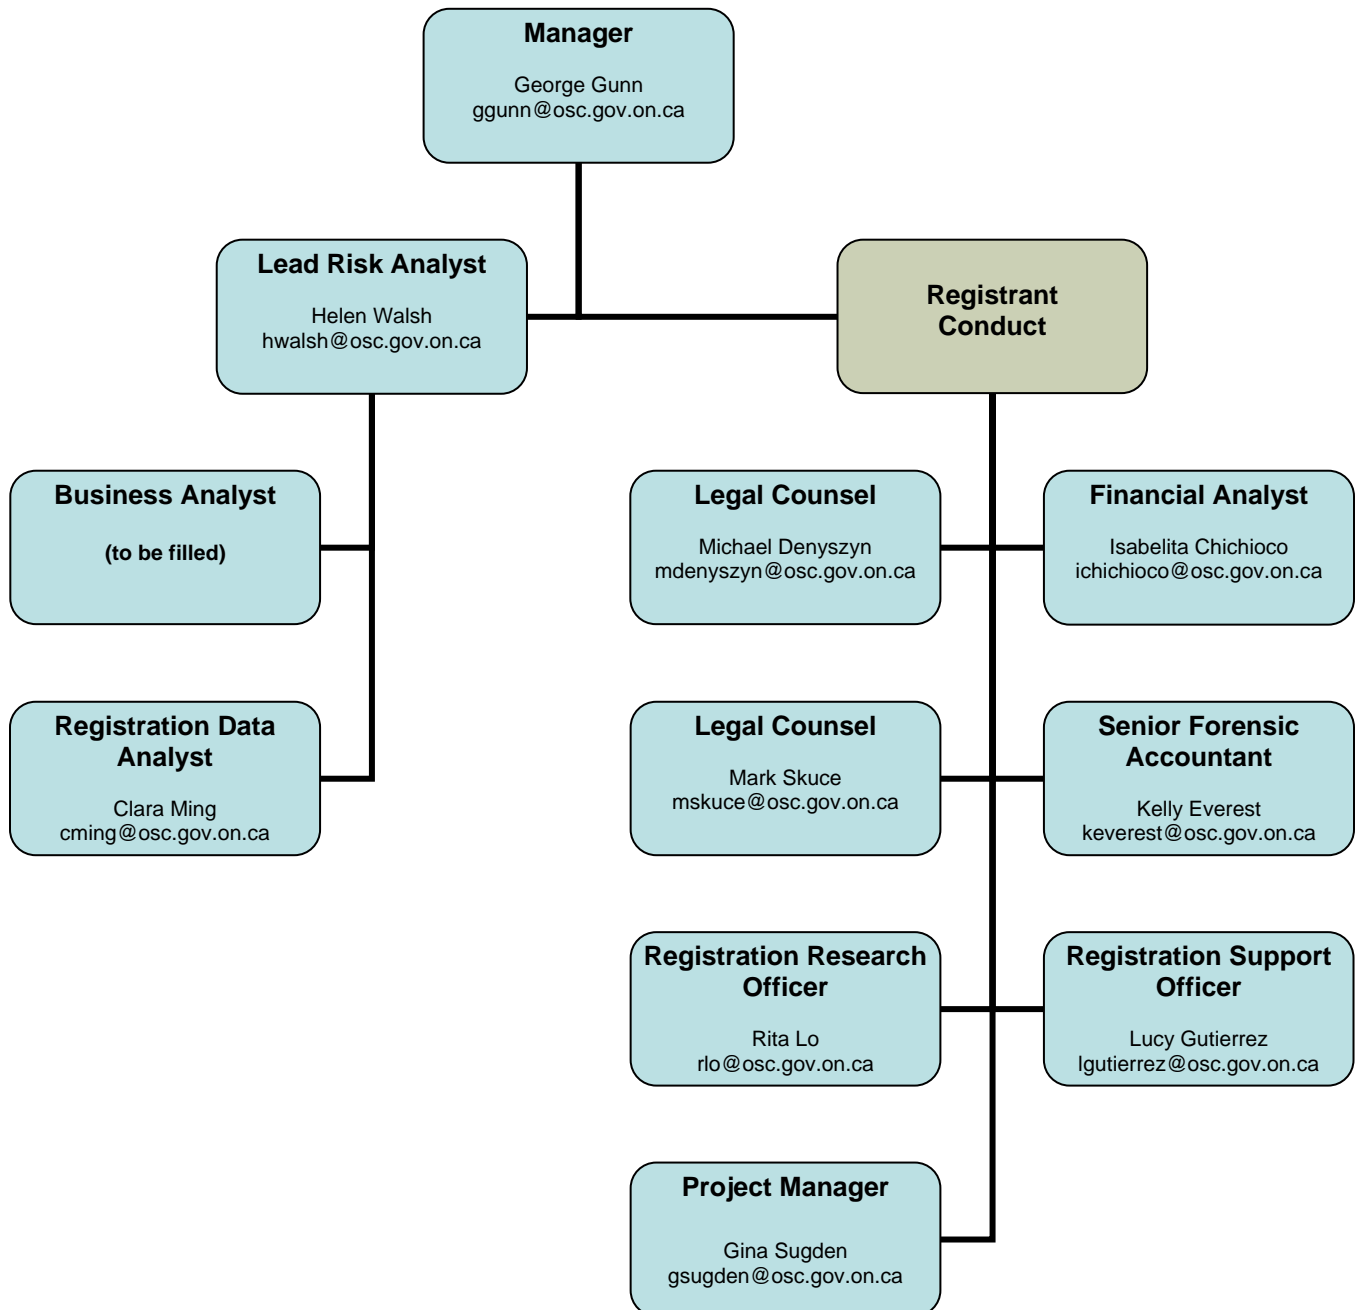 Manager
George Gunn
ggunn@osc.gov.on.ca
Lead Risk Analyst
Helen Walsh
hwalsh@osc.gov.on.ca
Registrant
Conduct
Business Analyst
(to be filled)
Registration Data
Analyst
Clara Ming
cming@osc.gov.on.ca
Legal Counsel
Michael Denyszyn
mdenyszyn@osc.gov.on.ca
Financial Analyst
Isabelita Chichioco
ichichioco@osc.gov.on.ca
Legal Counsel
Mark Skuce
mskuce@osc.gov.on.ca
Senior Forensic
Accountant
Kelly Everest
keverest@osc.gov.on.ca
Registration Research
Officer
Rita Lo
rlo@osc.gov.on.ca
Registration Support
Officer
Lucy Gutierrez
lgutierrez@osc.gov.on.ca
Project Manager
Gina Sugden
gsugden@osc.gov.on.ca